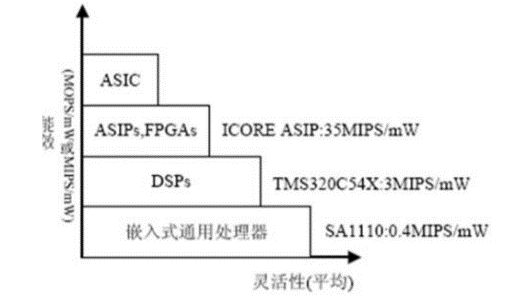 ASIC
ASIPs,FPGAs
ICORE ASIP:35MIPS/mW
DSPs
TMS320C54X:3MIPS/mW
嵌入式通用处理器
SA1110:0.4MIPS/mW
能效
(MOPS/mW或MIPS/mW)
灵活性(平均)